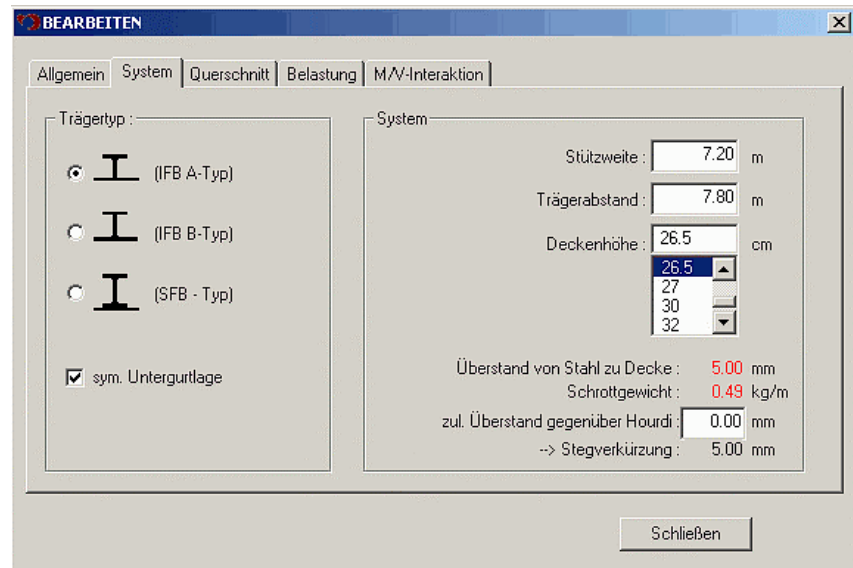 BEARBEITEN
Allgemein System Querschnitt Belastung M/V-Interaktion
Trägertyp :
(IFB A-Typ)
(IFB B-Typ)
(SFB - Typ)
sym. Untergurtlage
System
Stützweite : 7.20 m
Trägerabstand : 7.80 m
Deckenhöhe : 26.5 cm
26.5
27
30
32
Überstand von Stahl zu Decke : 5.00 mm
Schrottgewicht : 0.49 kg/m
zul. Überstand gegenüber Hourdi : 0.00 mm
--> Stegverkürzung : 5.00 mm
Schließen